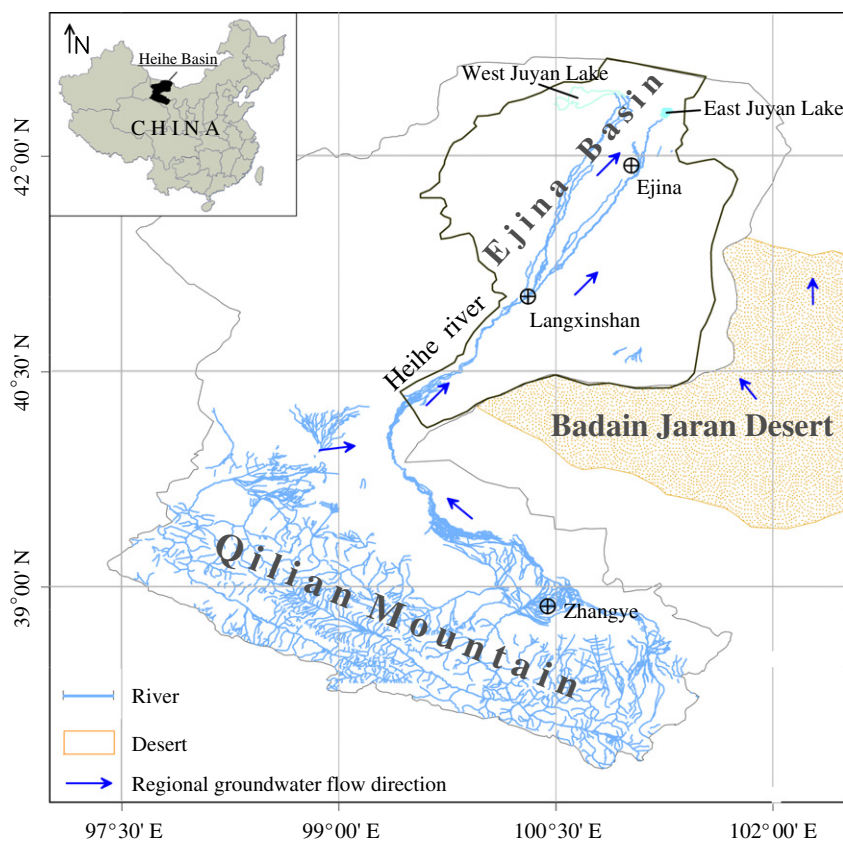 N
Heihe Basin
CHINA
West Juyan Lake
East Juyan Lake
Ejina Basin
Ejina
Langxinshan
Heihe river
Badain Jaran Desert
Qilian Mountain
Zhangye
River
Desert
Regional groundwater flow direction
42°00' N
40°30' N
39°00' N
97°30' E
99°00' E
100°30' E
102°00' E